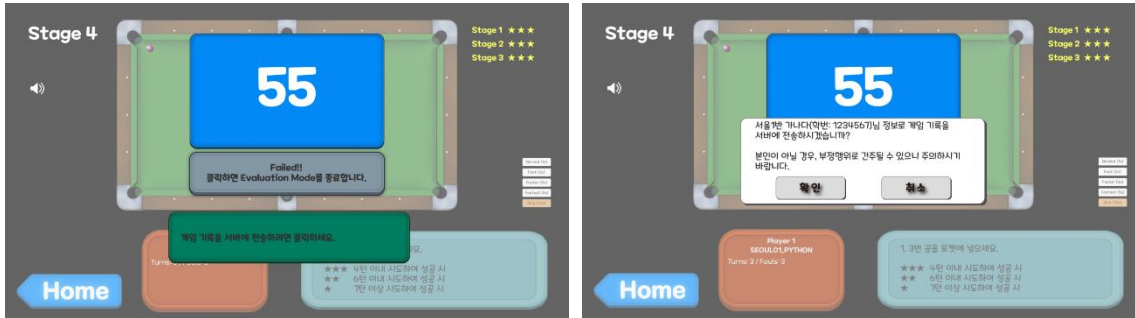 Stage 4
Stage 1 ★★★
Stage 2 ★★★
Stage 3 ★★★
55
Failed!!
클릭하면 Evaluation Mode를 종료합니다.
게임 기록을 서버에 전송하려면 클릭하세요.
★★★ 4턴 이내 시도하여 성공 시
★★ 6턴 이내 시도하여 성공 시
★ 7턴 이상 시도하여 성공 시
Home
Stage 4
Stage 1 ★★★
Stage 2 ★★★
Stage 3 ★★★
55
서울1반 가나다(학번: 1234567)님 정보로 게임 기록을
서버에 전송하시겠습니까?
본인이 아닐 경우, 부정행위로 간주될 수 있으니 주의하시기
바랍니다.
확인
취소
Player 1
SEOUL01_PYTHON
Turns: 3 / Fouls: 3
1, 3번 공을 포켓에 넣으세요.
★★★ 4턴 이내 시도하여 성공 시
★★ 6턴 이내 시도하여 성공 시
★ 7턴 이상 시도하여 성공 시
Home